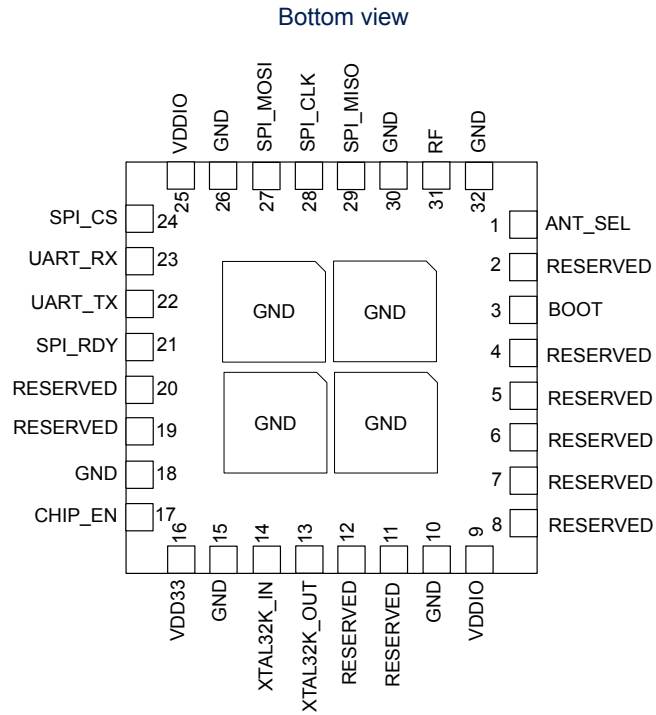 Bottom view
VDDIO
GND
SPI_MOSI
SPI_CLK
SPI_MISO
GND
RF
GND
25
26
27
28
29
30
31
32
SPI_CS 24
UART_RX 23
UART_TX 22
SPI_RDY 21
RESERVED 20
RESERVED 19
GND 18
CHIP_EN 17
GND
GND
GND
GND
1 ANT_SEL
2 RESERVED
3 BOOT
4 RESERVED
5 RESERVED
6 RESERVED
7 RESERVED
8 RESERVED
16
15
14
13
12
11
10
9
VDD33
GND
XTAL32K_IN
XTAL32K_OUT
RESERVED
RESERVED
GND
VDDIO